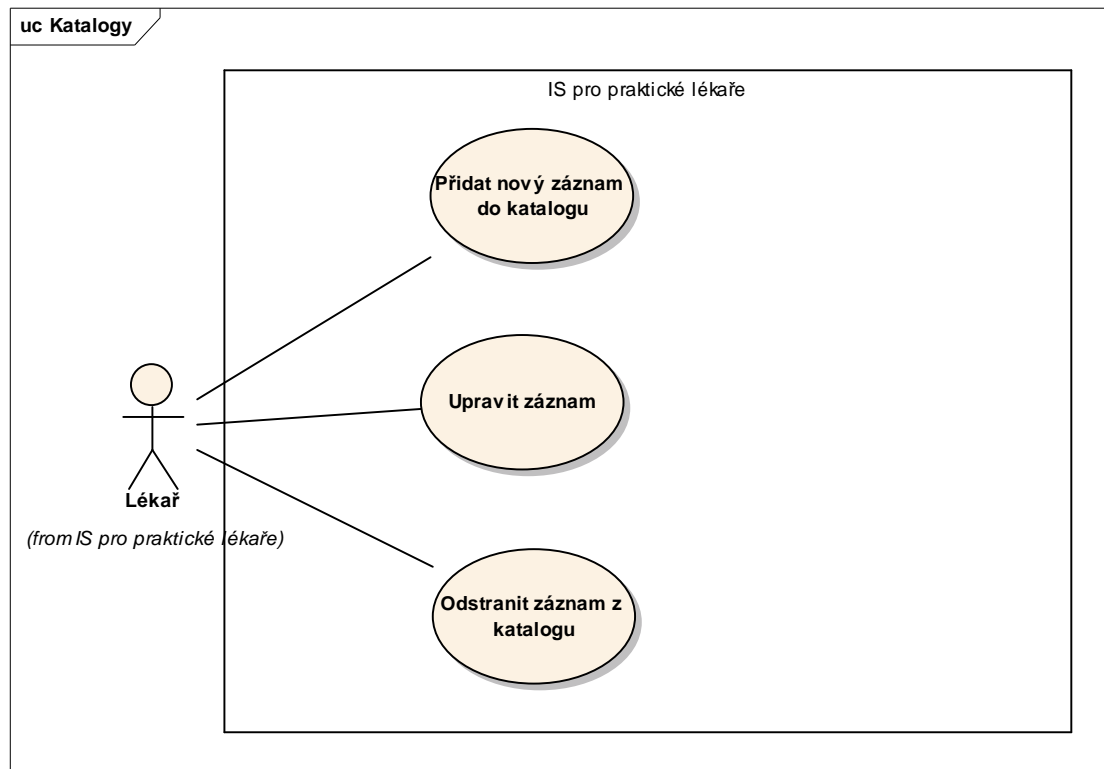 uc Katalogy
IS pro praktické lékaře
Přidat nový záznam
do katalogu
Upravit záznam
Lékař
(from IS pro praktické lékaře)
Odstranit záznam z
katalogu